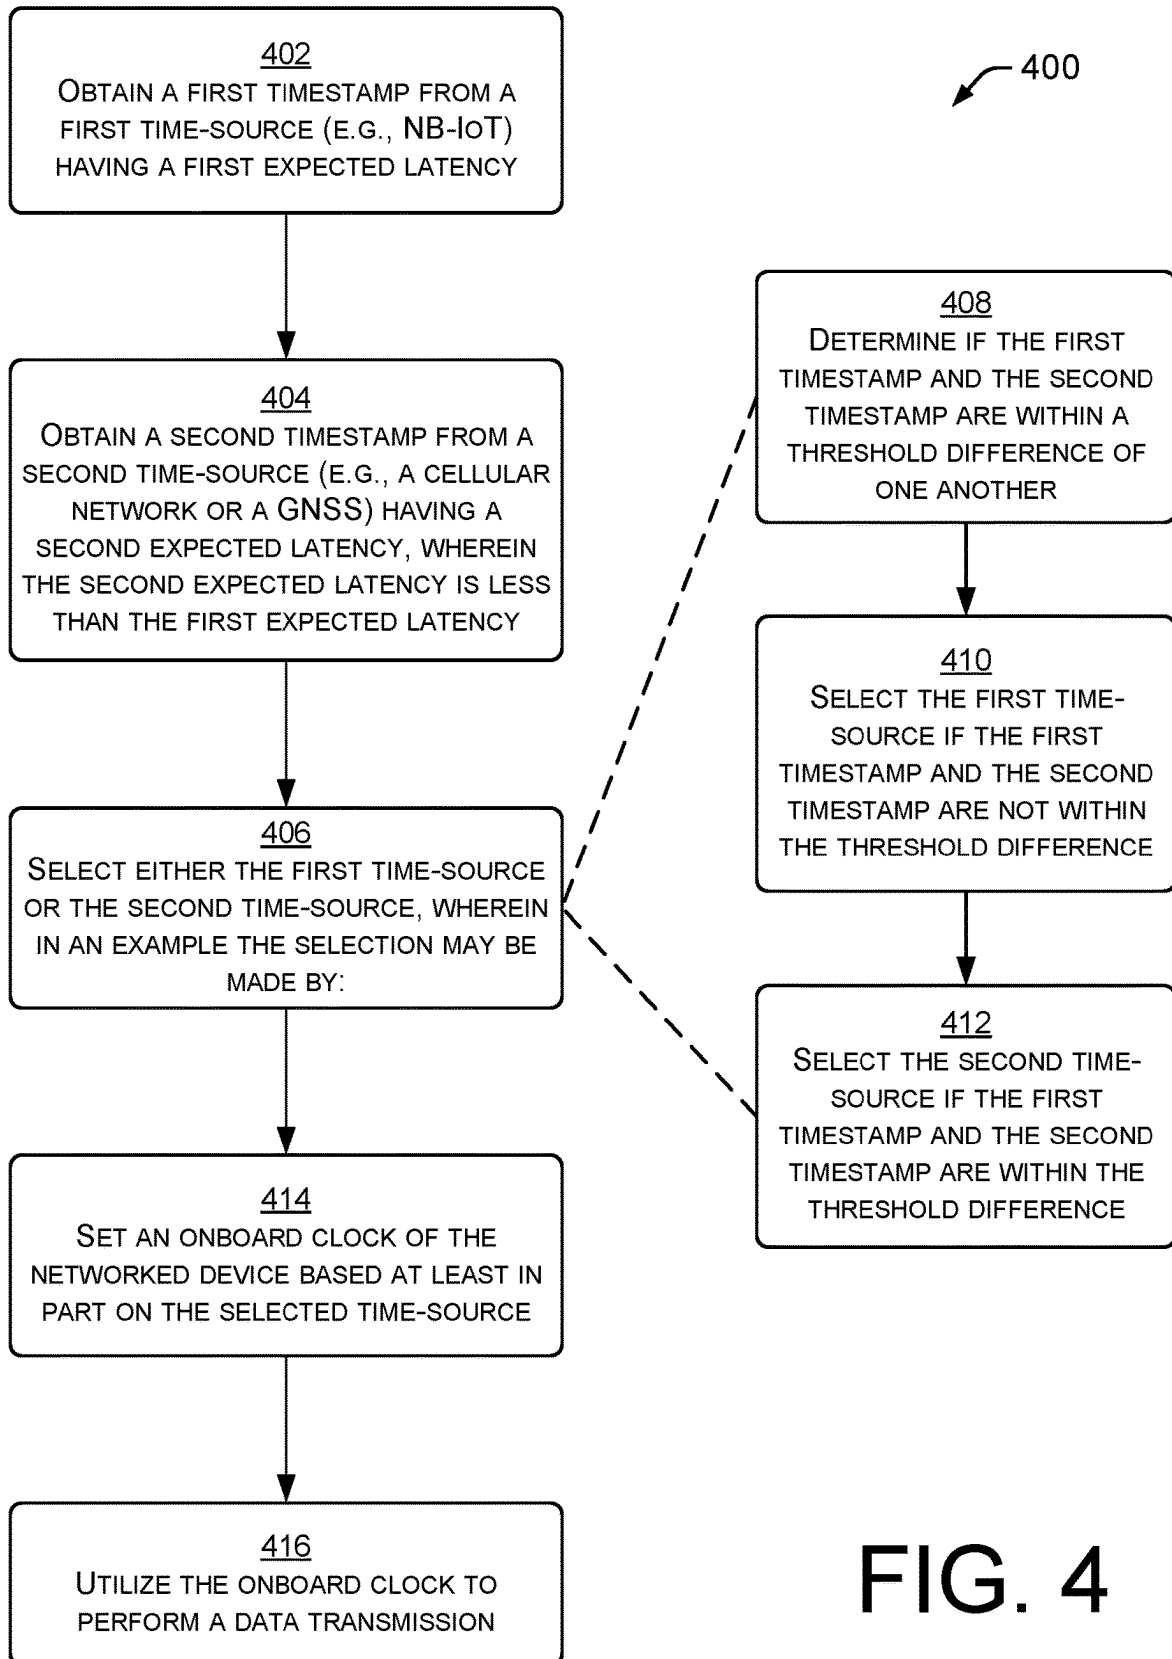 402
OBTAIN A FIRST TIMESTAMP FROM A
FIRST TIME-SOURCE (E.G., NB-IOT)
HAVING A FIRST EXPECTED LATENCY
400
404
OBTAIN A SECOND TIMESTAMP FROM A
SECOND TIME-SOURCE (E.G., A CELLULAR
NETWORK OR A GNSS) HAVING A
SECOND EXPECTED LATENCY, WHEREIN
THE SECOND EXPECTED LATENCY IS LESS
THAN THE FIRST EXPECTED LATENCY
406
SELECT EITHER THE FIRST TIME-SOURCE
OR THE SECOND TIME-SOURCE, WHEREIN
IN AN EXAMPLE THE SELECTION MAY BE
MADE BY:
408
DETERMINE IF THE FIRST
TIMESTAMP AND THE SECOND
TIMESTAMP ARE WITHIN A
THRESHOLD DIFFERENCE OF
ONE ANOTHER
410
SELECT THE FIRST TIME-
SOURCE IF THE FIRST
TIMESTAMP AND THE SECOND
TIMESTAMP ARE NOT WITHIN
THE THRESHOLD DIFFERENCE
412
SELECT THE SECOND TIME-
SOURCE IF THE FIRST
TIMESTAMP AND THE SECOND
TIMESTAMP ARE WITHIN THE
THRESHOLD DIFFERENCE
414
SET AN ONBOARD CLOCK OF THE
NETWORKED DEVICE BASED AT LEAST IN
PART ON THE SELECTED TIME-SOURCE
416
UTILIZE THE ONBOARD CLOCK TO
PERFORM A DATA TRANSMISSION
FIG. 4